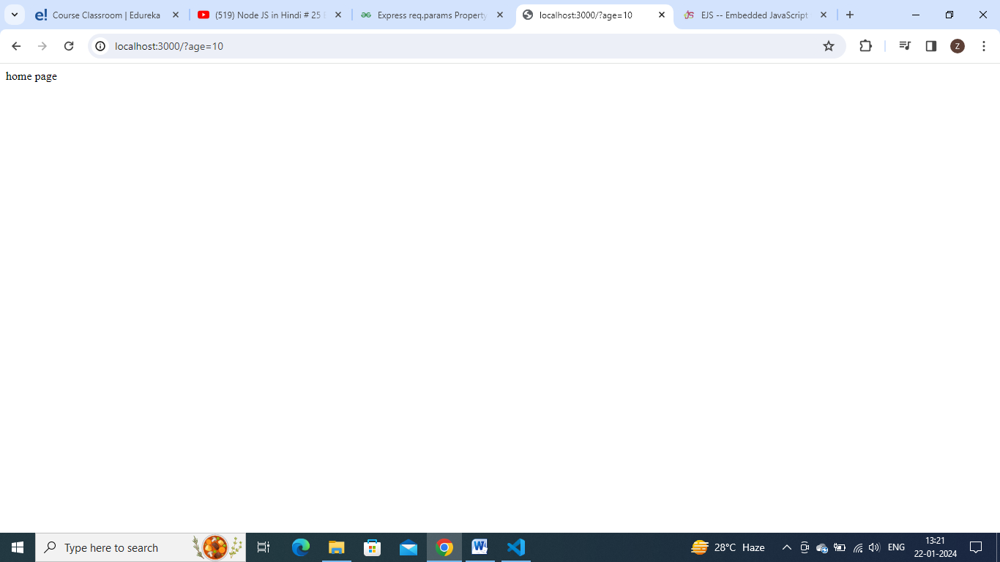 Course Classroom | Edureka
(519) Node JS in Hindi # 25
Express req.params Property
localhost:3000/?age=10
EJS -- Embedded JavaScript
localhost:3000/?age=10
Z
home page
Type here to search
28°C Haze
ENG
13:21
22-01-2024